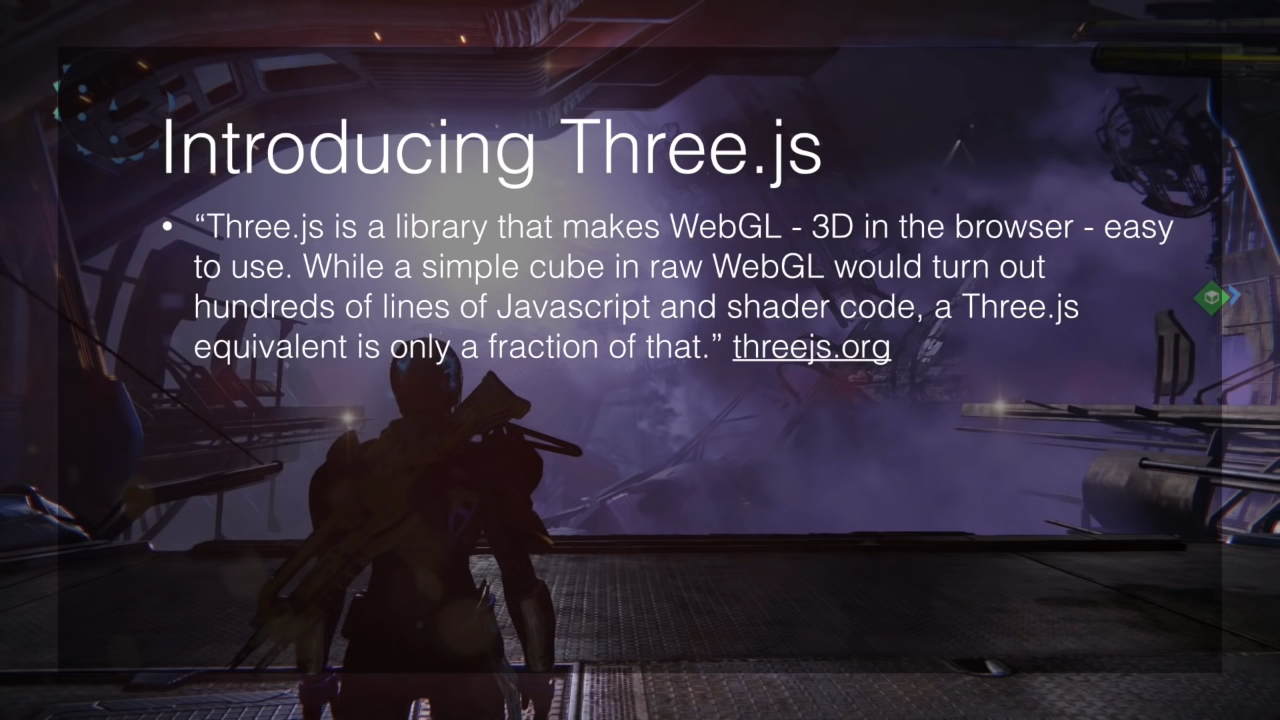 Introducing Three.js
• “Three.js is a library that makes WebGL - 3D in the browser - easy
to use. While a simple cube in raw WebGL would turn out
hundreds of lines of Javascript and shader code, a Three.js
equivalent is only a fraction of that.” threejs.org